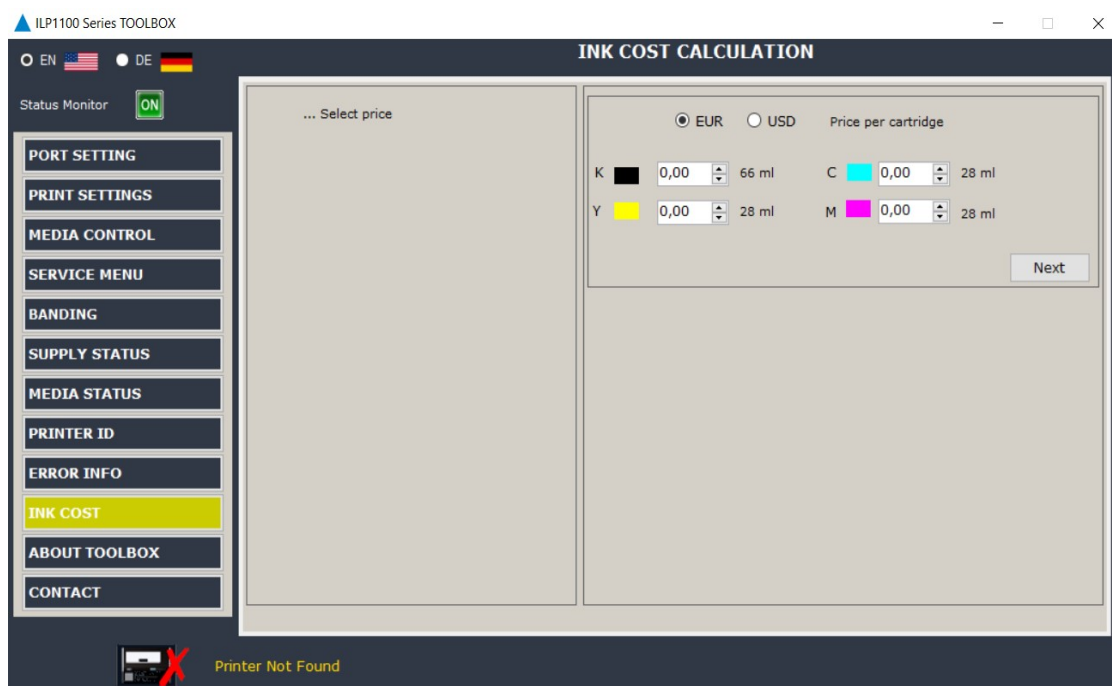 ILP1100 Series TOOLBOX
EN DE
INK COST CALCULATION
Status Monitor ON
PORT SETTING
PRINT SETTINGS
MEDIA CONTROL
SERVICE MENU
BANDING
SUPPLY STATUS
MEDIA STATUS
PRINTER ID
ERROR INFO
INK COST
ABOUT TOOLBOX
CONTACT
... Select price
EUR USD Price per cartridge
K 0,00 66 ml C 0,00 28 ml
Y 0,00 28 ml M 0,00 28 ml
Next
Printer Not Found